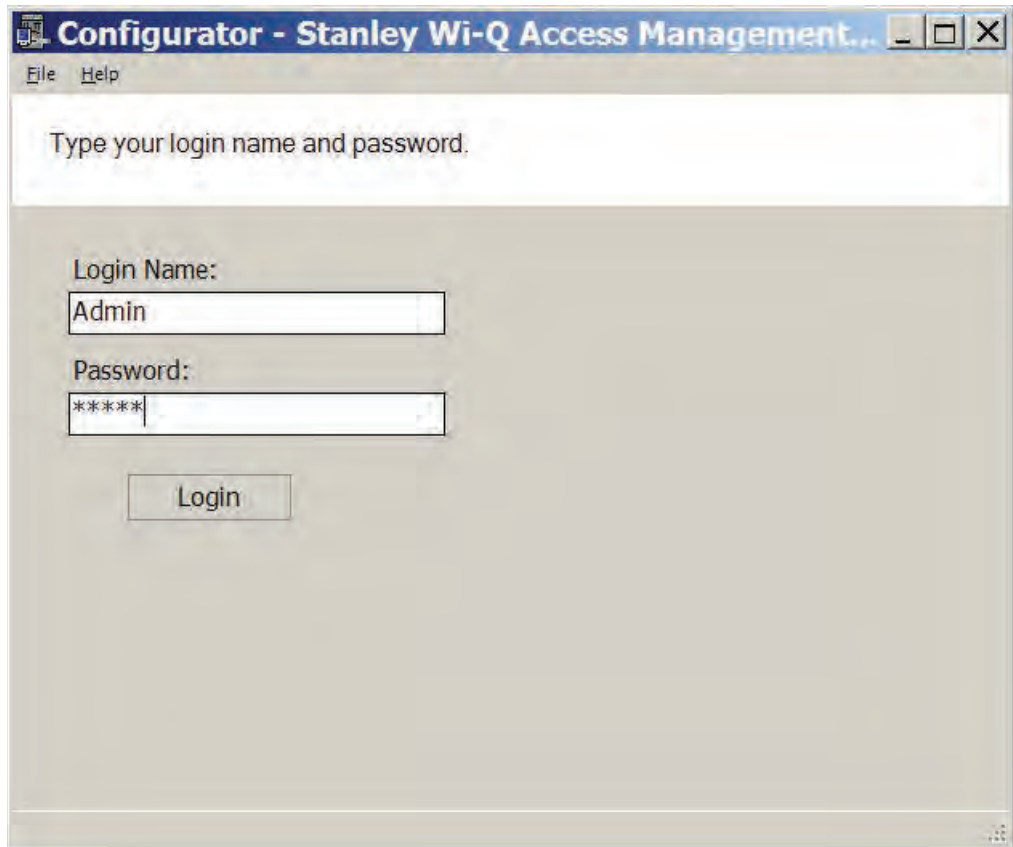 Configurator - Stanley Wi-Q Access Management...
File Help
Type your login name and password.
Login Name:
Admin
Password:
*****
Login